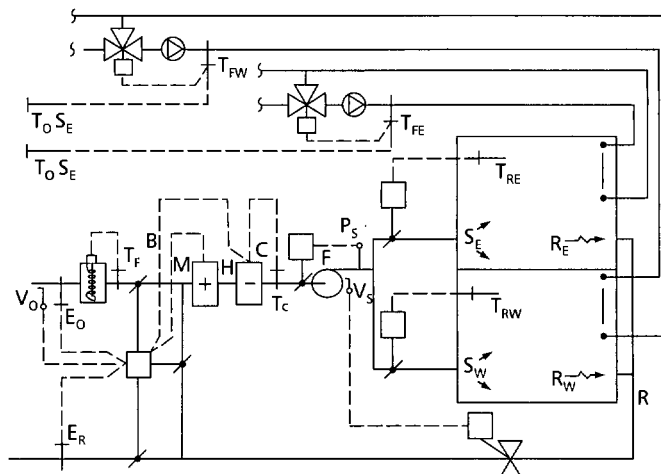 T_FW
T_O S_E
T_FE
T_O S_E
T_RE
S_E
R_E
P_S
B
C
T_F
M
H
F
V_O
E_O
T_C
V_S
T_RW
S_W
R_W
R
E_R
+
−